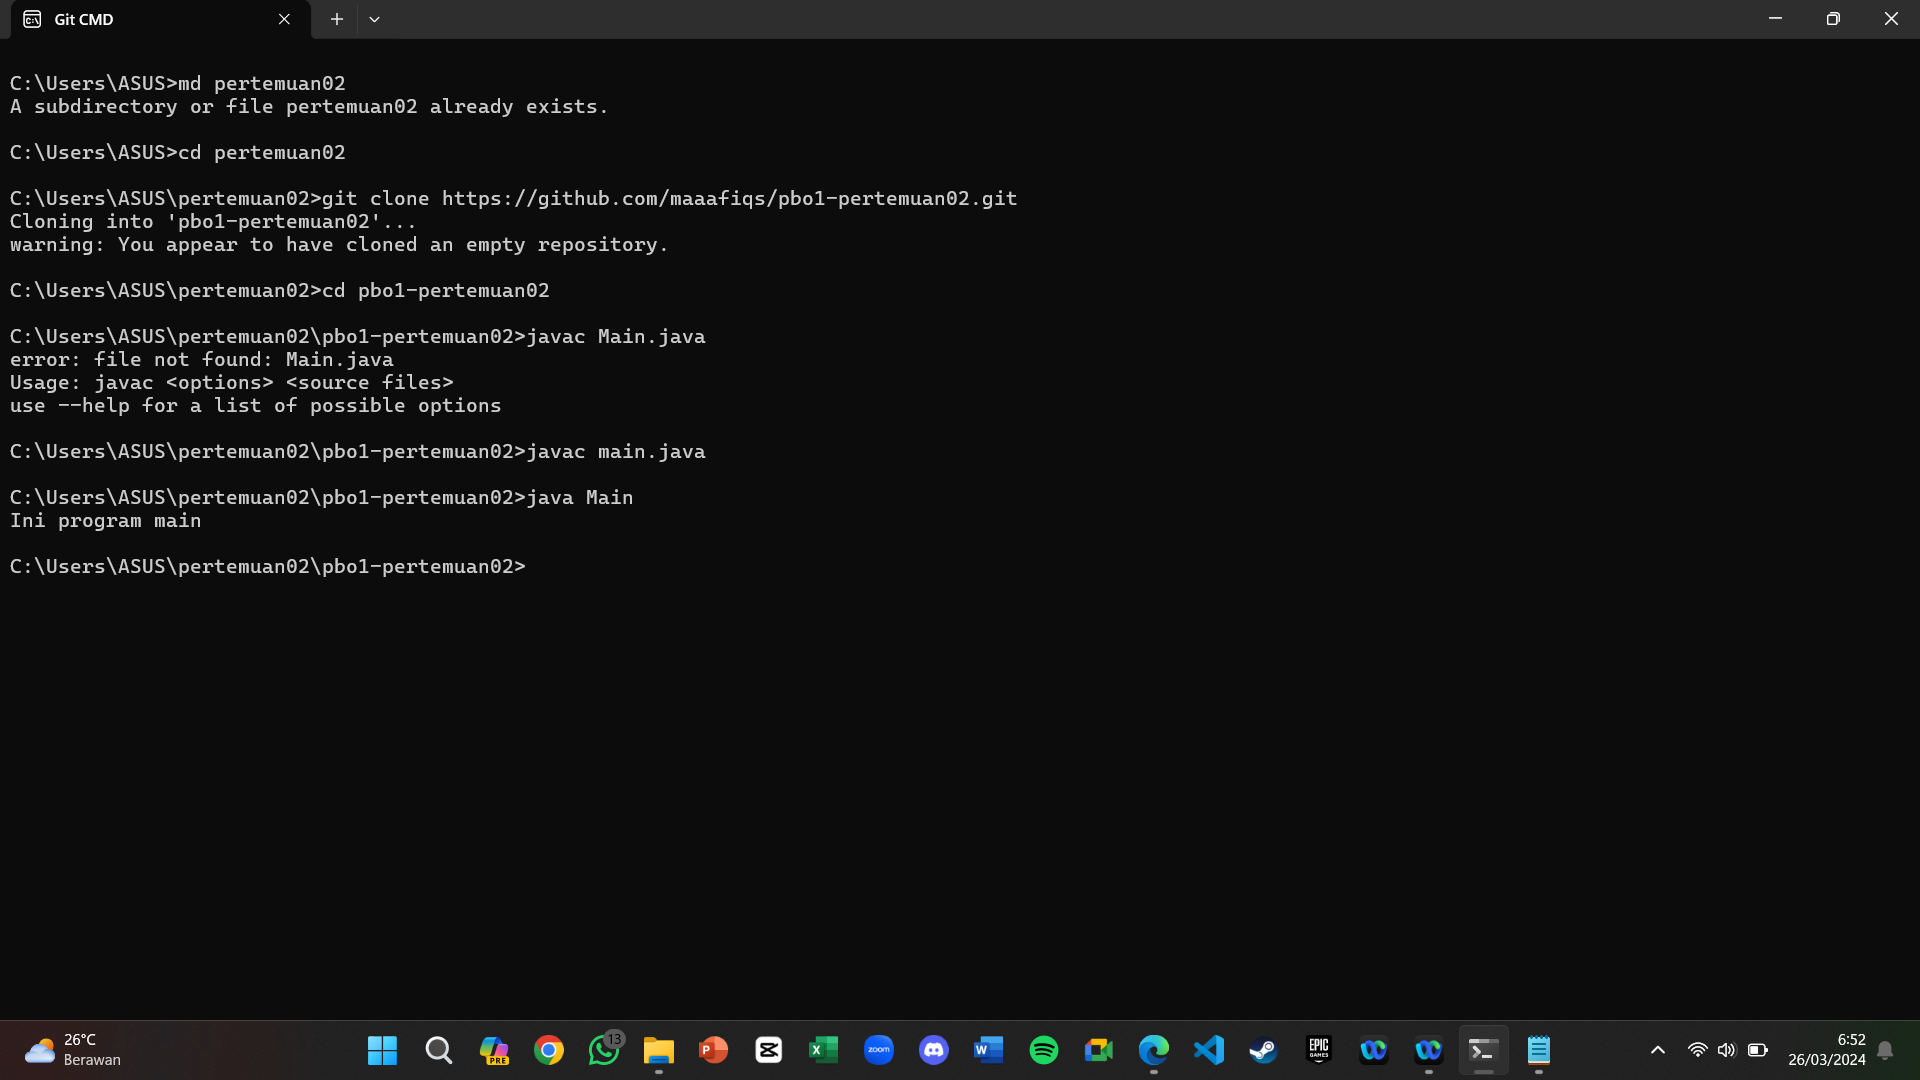 Git CMD
C:\Users\ASUS>md pertemuan02
A subdirectory or file pertemuan02 already exists.
C:\Users\ASUS>cd pertemuan02
C:\Users\ASUS\pertemuan02>git clone https://github.com/maaafiqs/pbo1-pertemuan02.git
Cloning into 'pbo1-pertemuan02'...
warning: You appear to have cloned an empty repository.
C:\Users\ASUS\pertemuan02>cd pbo1-pertemuan02
C:\Users\ASUS\pertemuan02\pbo1-pertemuan02>javac Main.java
error: file not found: Main.java
Usage: javac <options> <source files>
use --help for a list of possible options
C:\Users\ASUS\pertemuan02\pbo1-pertemuan02>javac main.java
C:\Users\ASUS\pertemuan02\pbo1-pertemuan02>java Main
Ini program main
C:\Users\ASUS\pertemuan02\pbo1-pertemuan02>
26°C
Berawan
PRE
13
P
X
zoom
W
EPIC
GAMES
6:52
26/03/2024